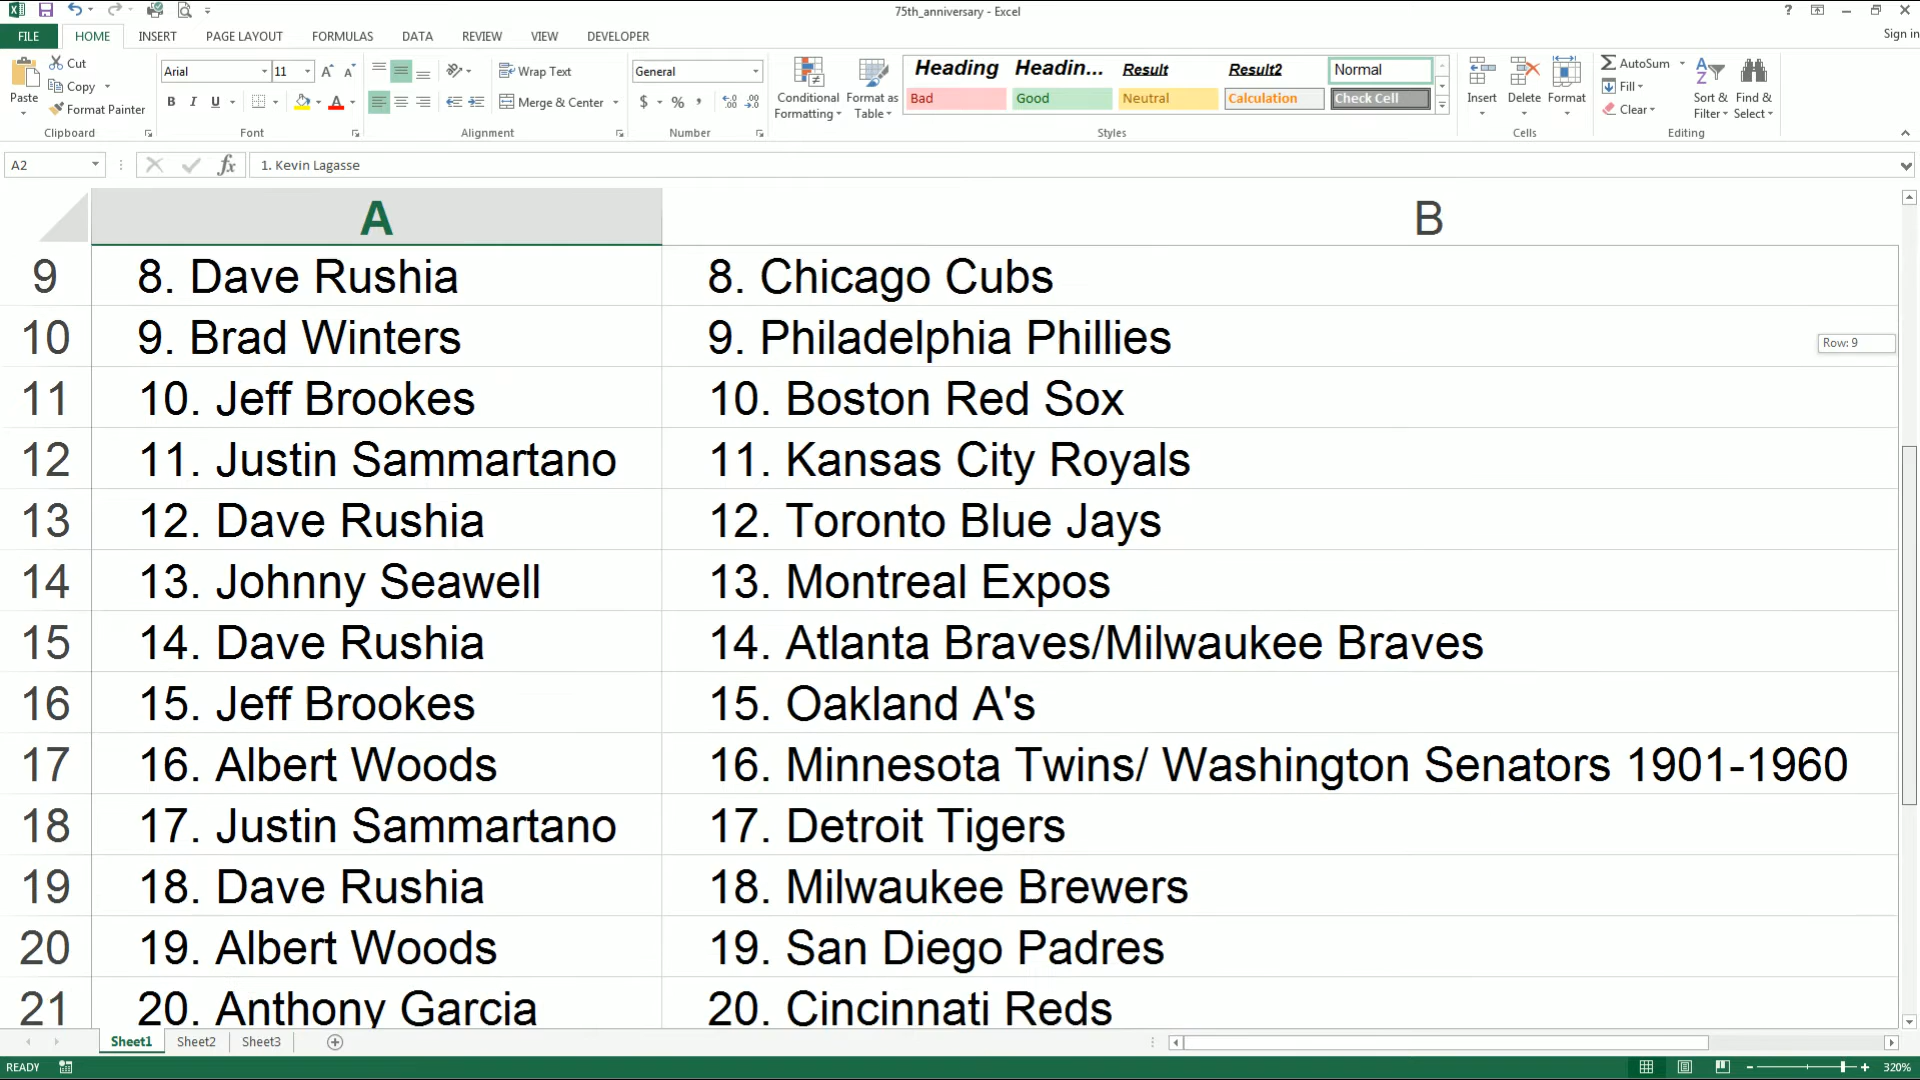 75th_anniversary - Excel
?
Sign in
FILE HOME INSERT PAGE LAYOUT FORMULAS DATA REVIEW VIEW DEVELOPER
Paste
Cut
Copy
Format Painter
Clipboard
Arial 11
B I U
Font
Wrap Text
Merge & Center
Alignment
General
$ % ,
Number
Conditional Formatting
Format as Table
Heading Headin... Result Result2 Normal
Bad Good Neutral Calculation Check Cell
Styles
Insert Delete Format
Cells
AutoSum
Fill
Clear
Sort & Filter
Find & Select
Editing
A2 fx 1. Kevin Lagasse
A B
9 8. Dave Rushia 8. Chicago Cubs
10 9. Brad Winters 9. Philadelphia Phillies
Row: 9
11 10. Jeff Brookes 10. Boston Red Sox
12 11. Justin Sammartano 11. Kansas City Royals
13 12. Dave Rushia 12. Toronto Blue Jays
14 13. Johnny Seawell 13. Montreal Expos
15 14. Dave Rushia 14. Atlanta Braves/Milwaukee Braves
16 15. Jeff Brookes 15. Oakland A's
17 16. Albert Woods 16. Minnesota Twins/ Washington Senators 1901-1960
18 17. Justin Sammartano 17. Detroit Tigers
19 18. Dave Rushia 18. Milwaukee Brewers
20 19. Albert Woods 19. San Diego Padres
21 20. Anthony Garcia 20. Cincinnati Reds
Sheet1 Sheet2 Sheet3
READY 320%